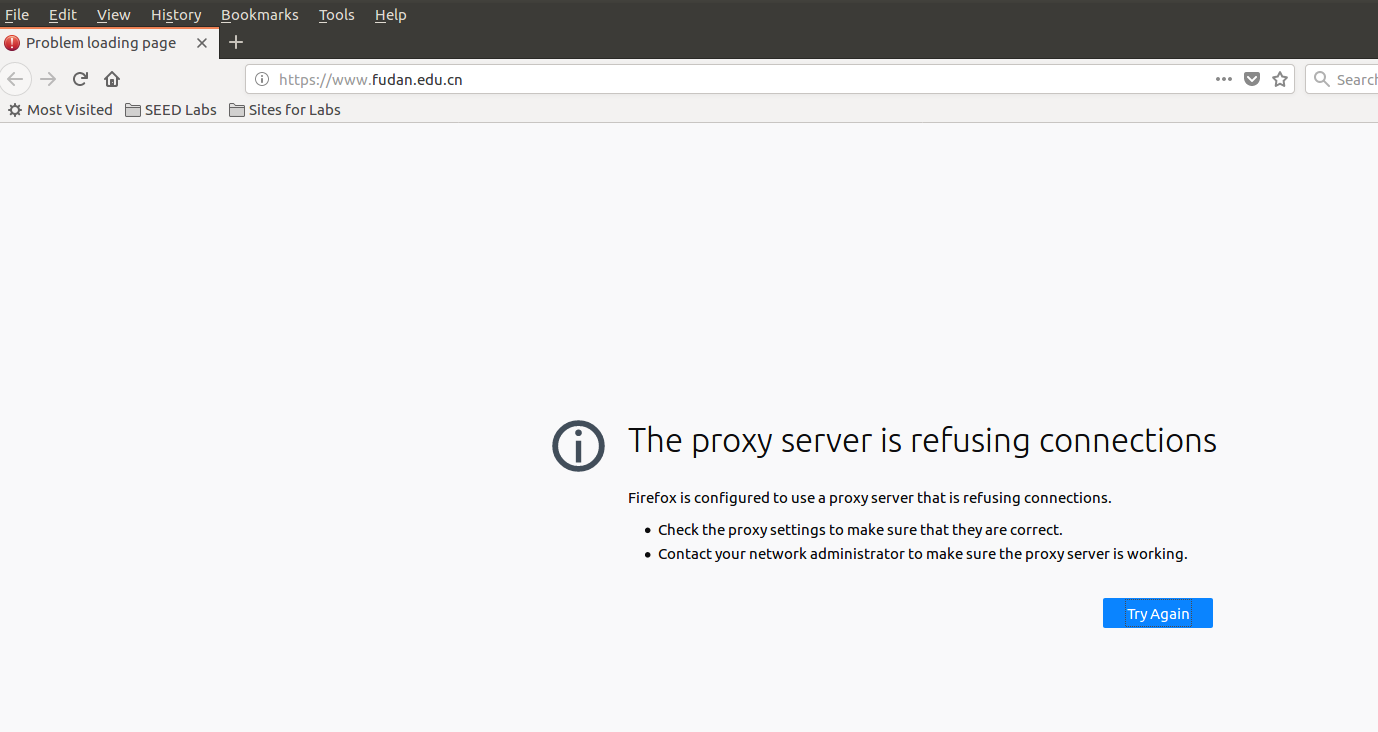 File Edit View History Bookmarks Tools Help
Problem loading page
https://www.fudan.edu.cn
Search
Most Visited SEED Labs Sites for Labs
The proxy server is refusing connections
Firefox is configured to use a proxy server that is refusing connections.
• Check the proxy settings to make sure that they are correct.
• Contact your network administrator to make sure the proxy server is working.
Try Again